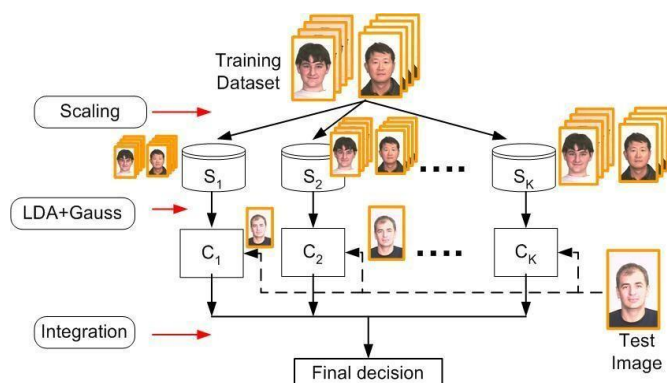 Training
Dataset
Scaling
S1
S2
SK
LDA+Gauss
C1
C2
CK
Integration
Test
Image
Final decision